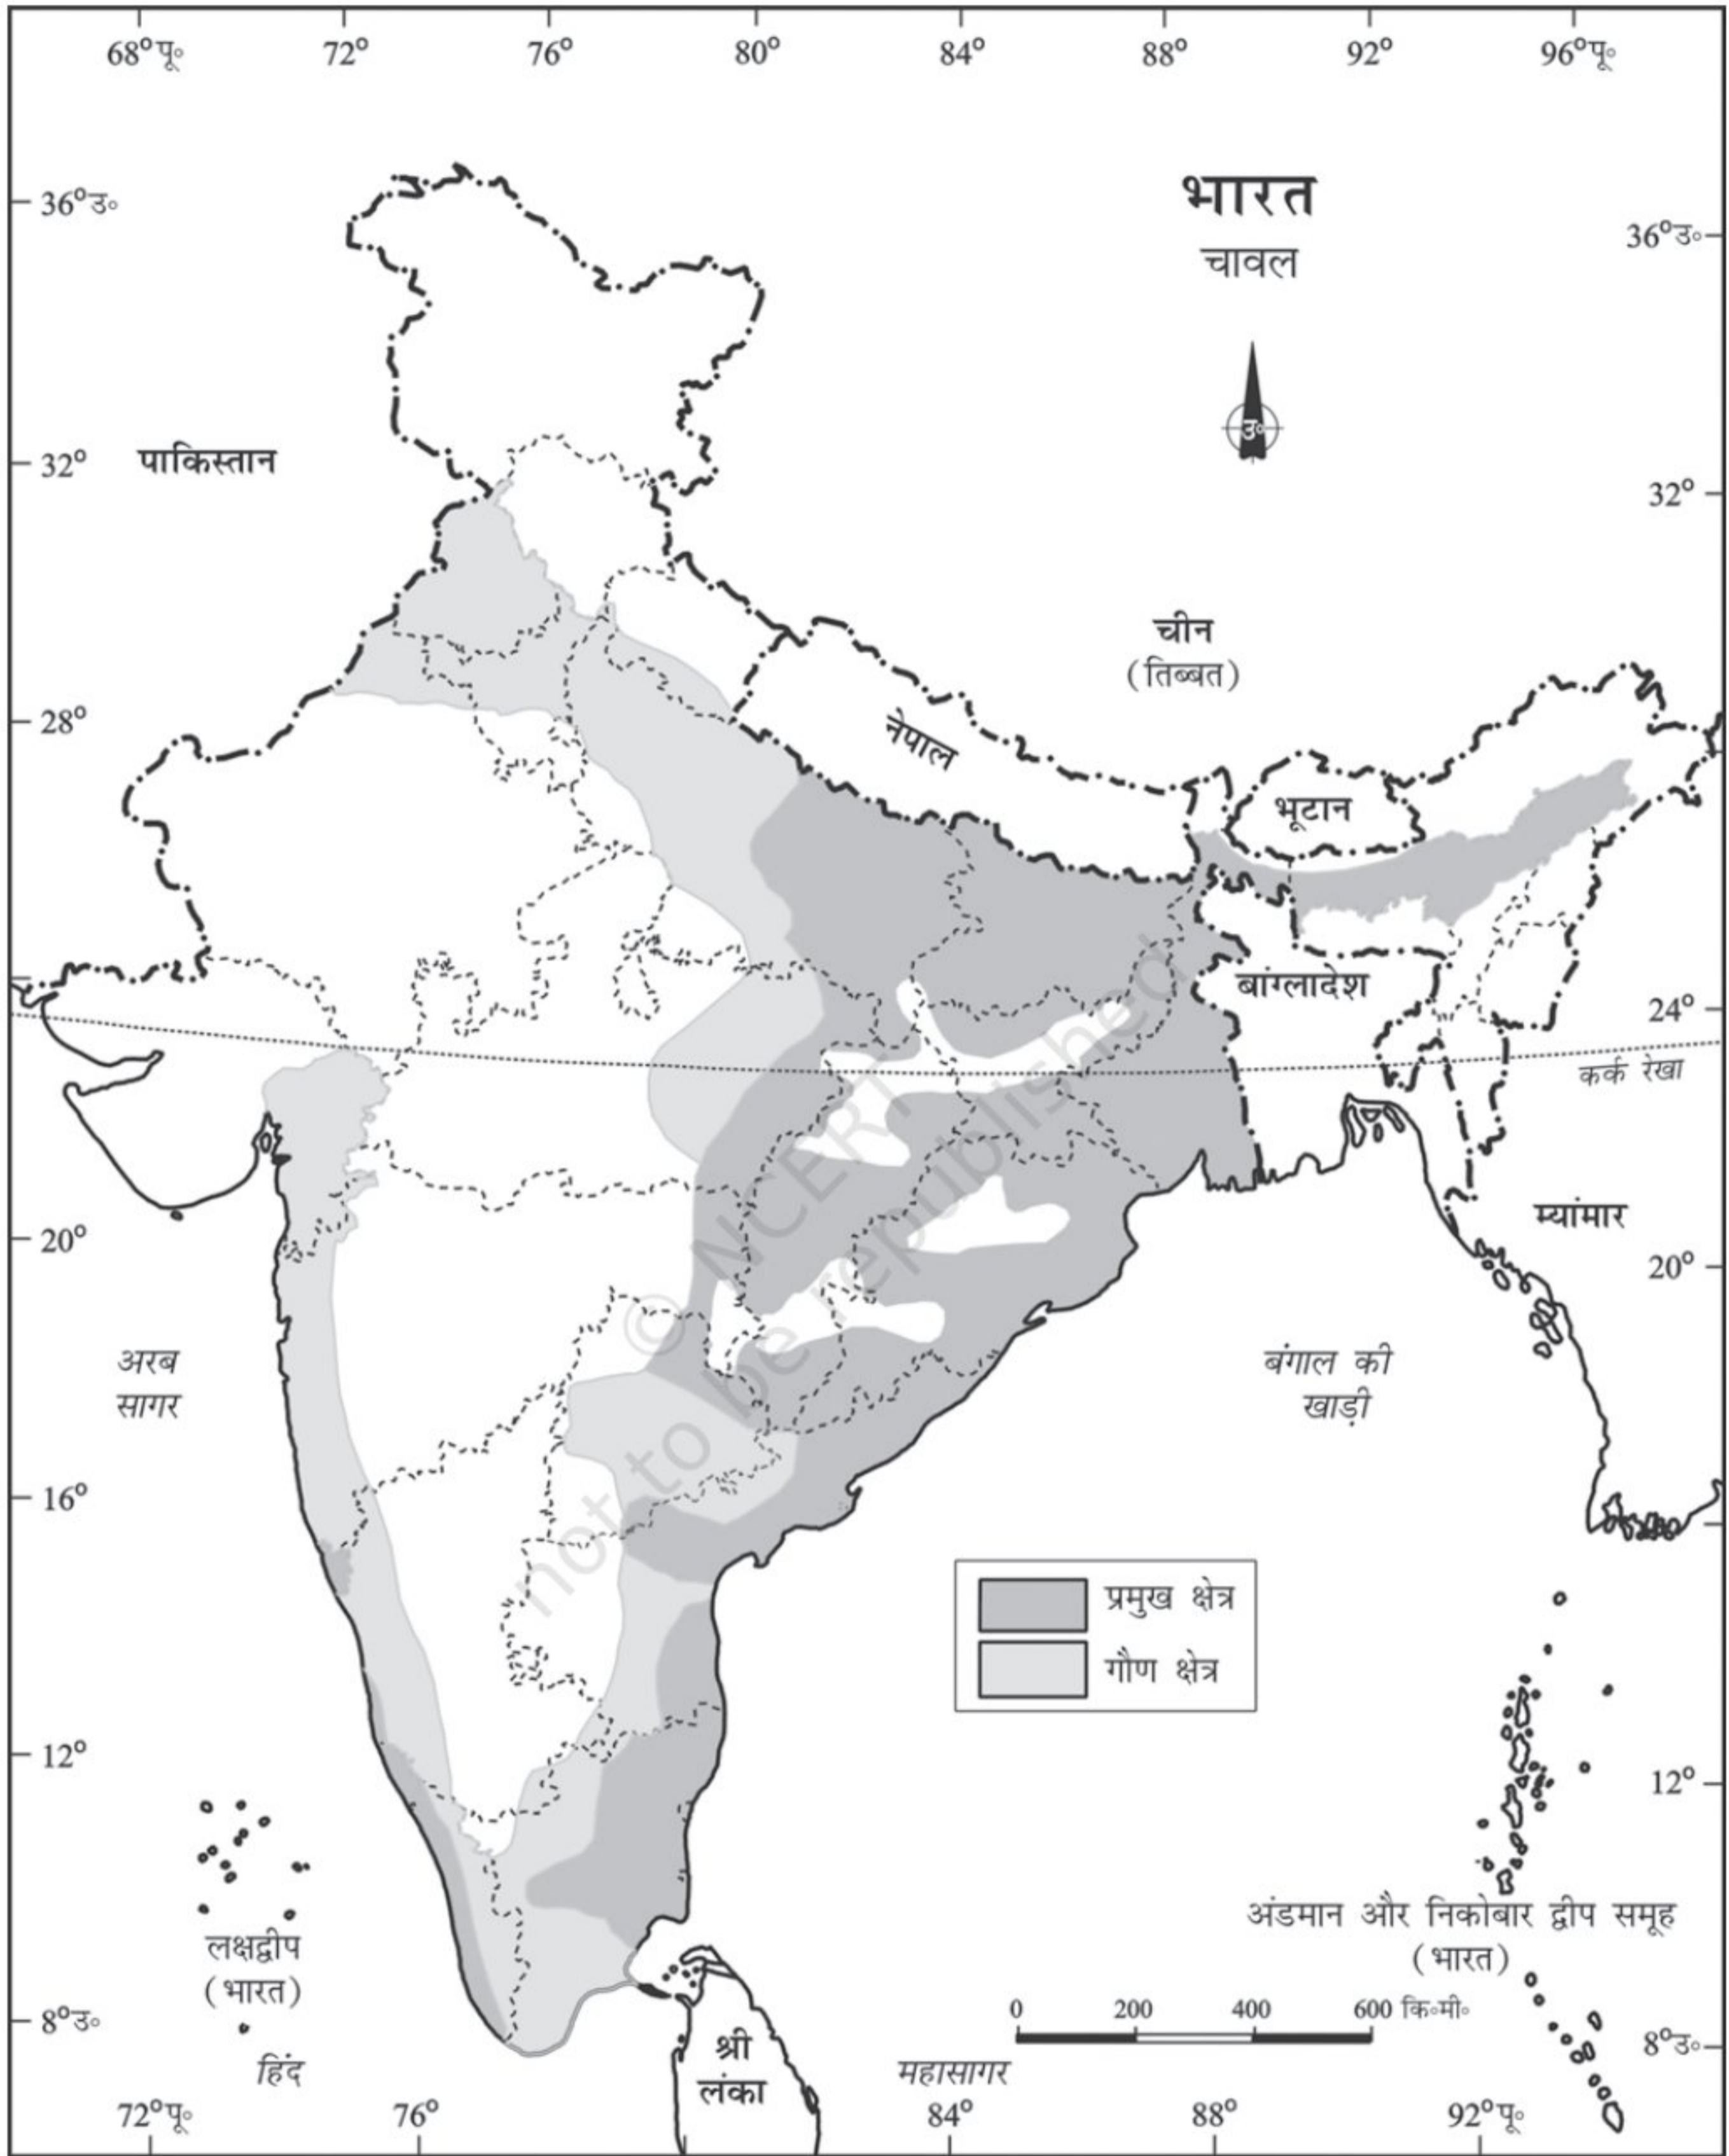 68°पू॰ 72° 76° 80° 84° 88° 92° 96°पू॰
भारत
चावल
36°उ॰
36°उ॰
उ॰
पाकिस्तान
32°
32°
चीन
(तिब्बत)
28°
नेपाल
भूटान
बांग्लादेश
24°
कर्क रेखा
म्यांमार
20°
20°
© NCERT
not to be republished
अरब
सागर
बंगाल की
खाड़ी
16°
प्रमुख क्षेत्र
गौण क्षेत्र
12°
12°
लक्षद्वीप
(भारत)
अंडमान और निकोबार द्वीप समूह
(भारत)
0 200 400 600 कि॰मी॰
8°उ॰
8°उ॰
श्री
लंका
हिंद
महासागर
72°पू॰ 76° 84° 88° 92°पू॰